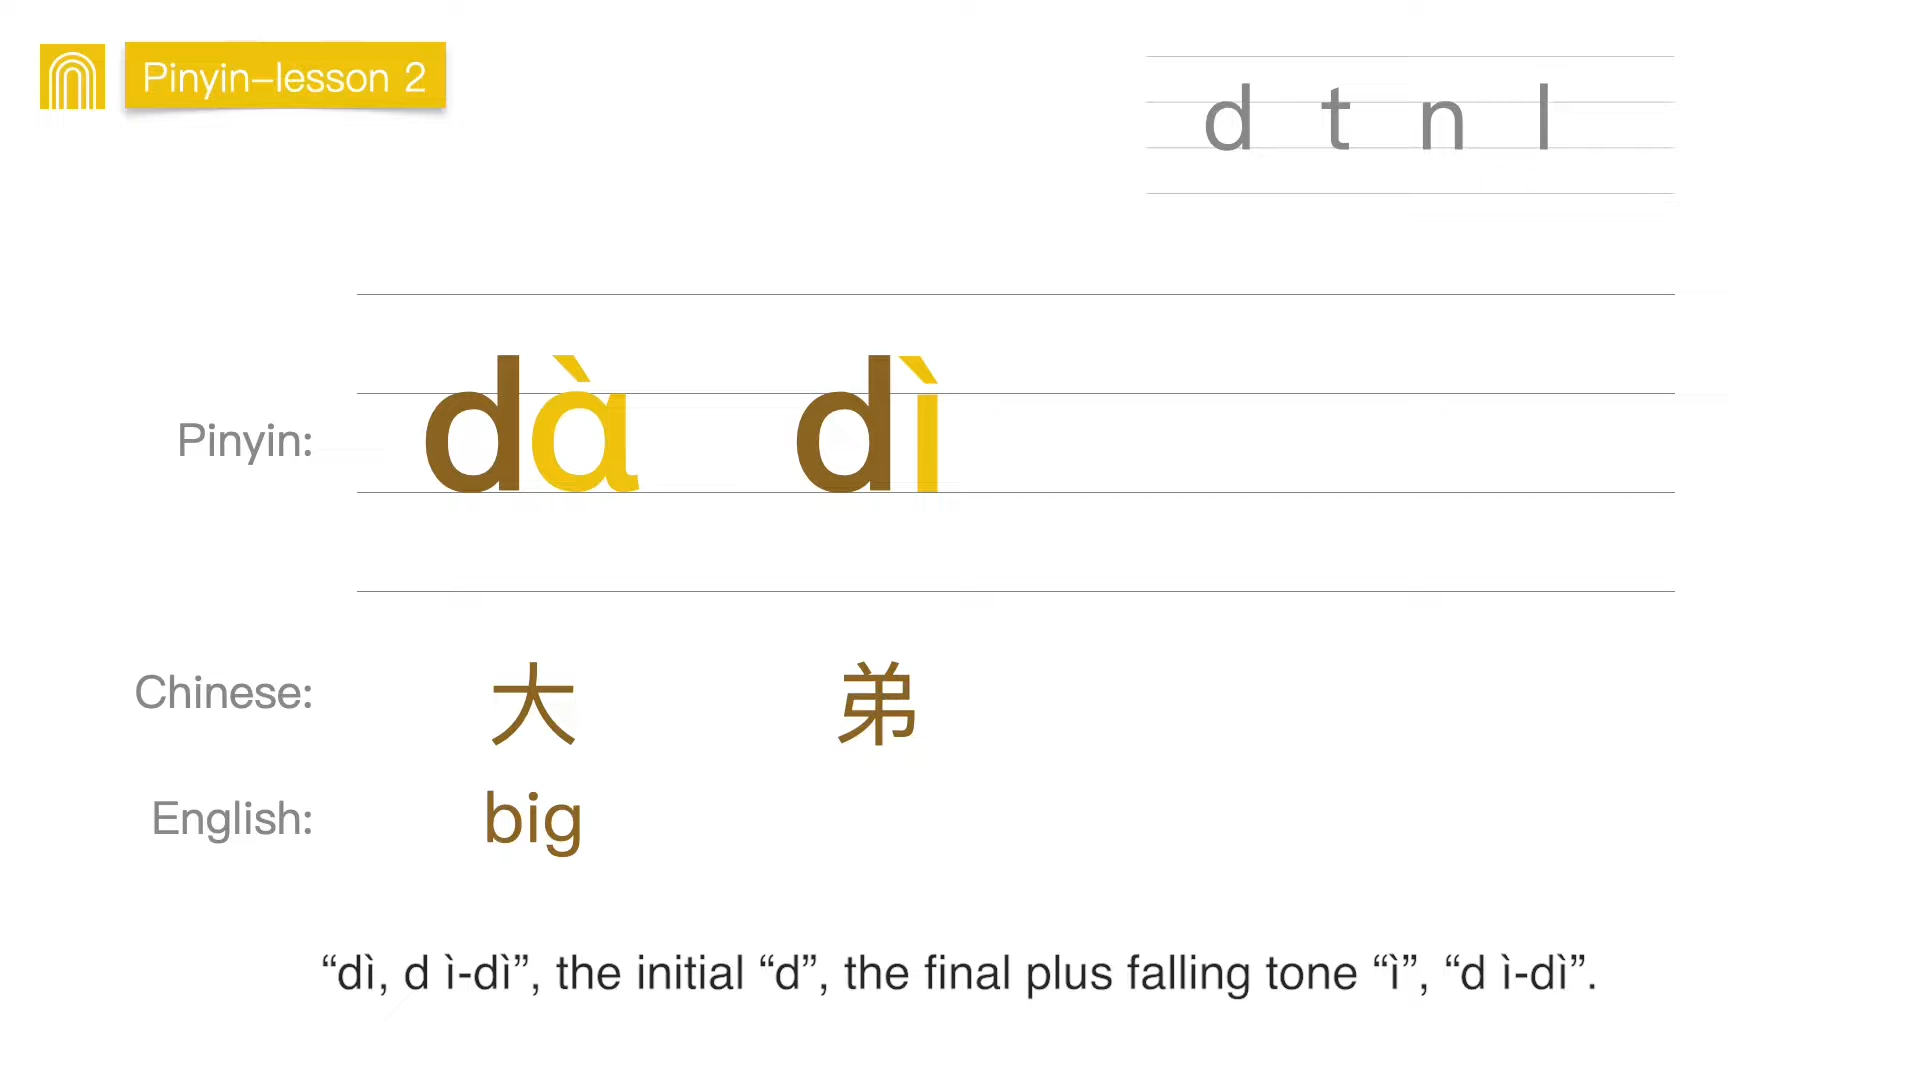 Pinyin–lesson 2
d t n l
Pinyin: dà dì
Chinese: 大 弟
English: big
“dì, d ì-dì”, the initial “d”, the final plus falling tone “ì”, “d ì-dì”.